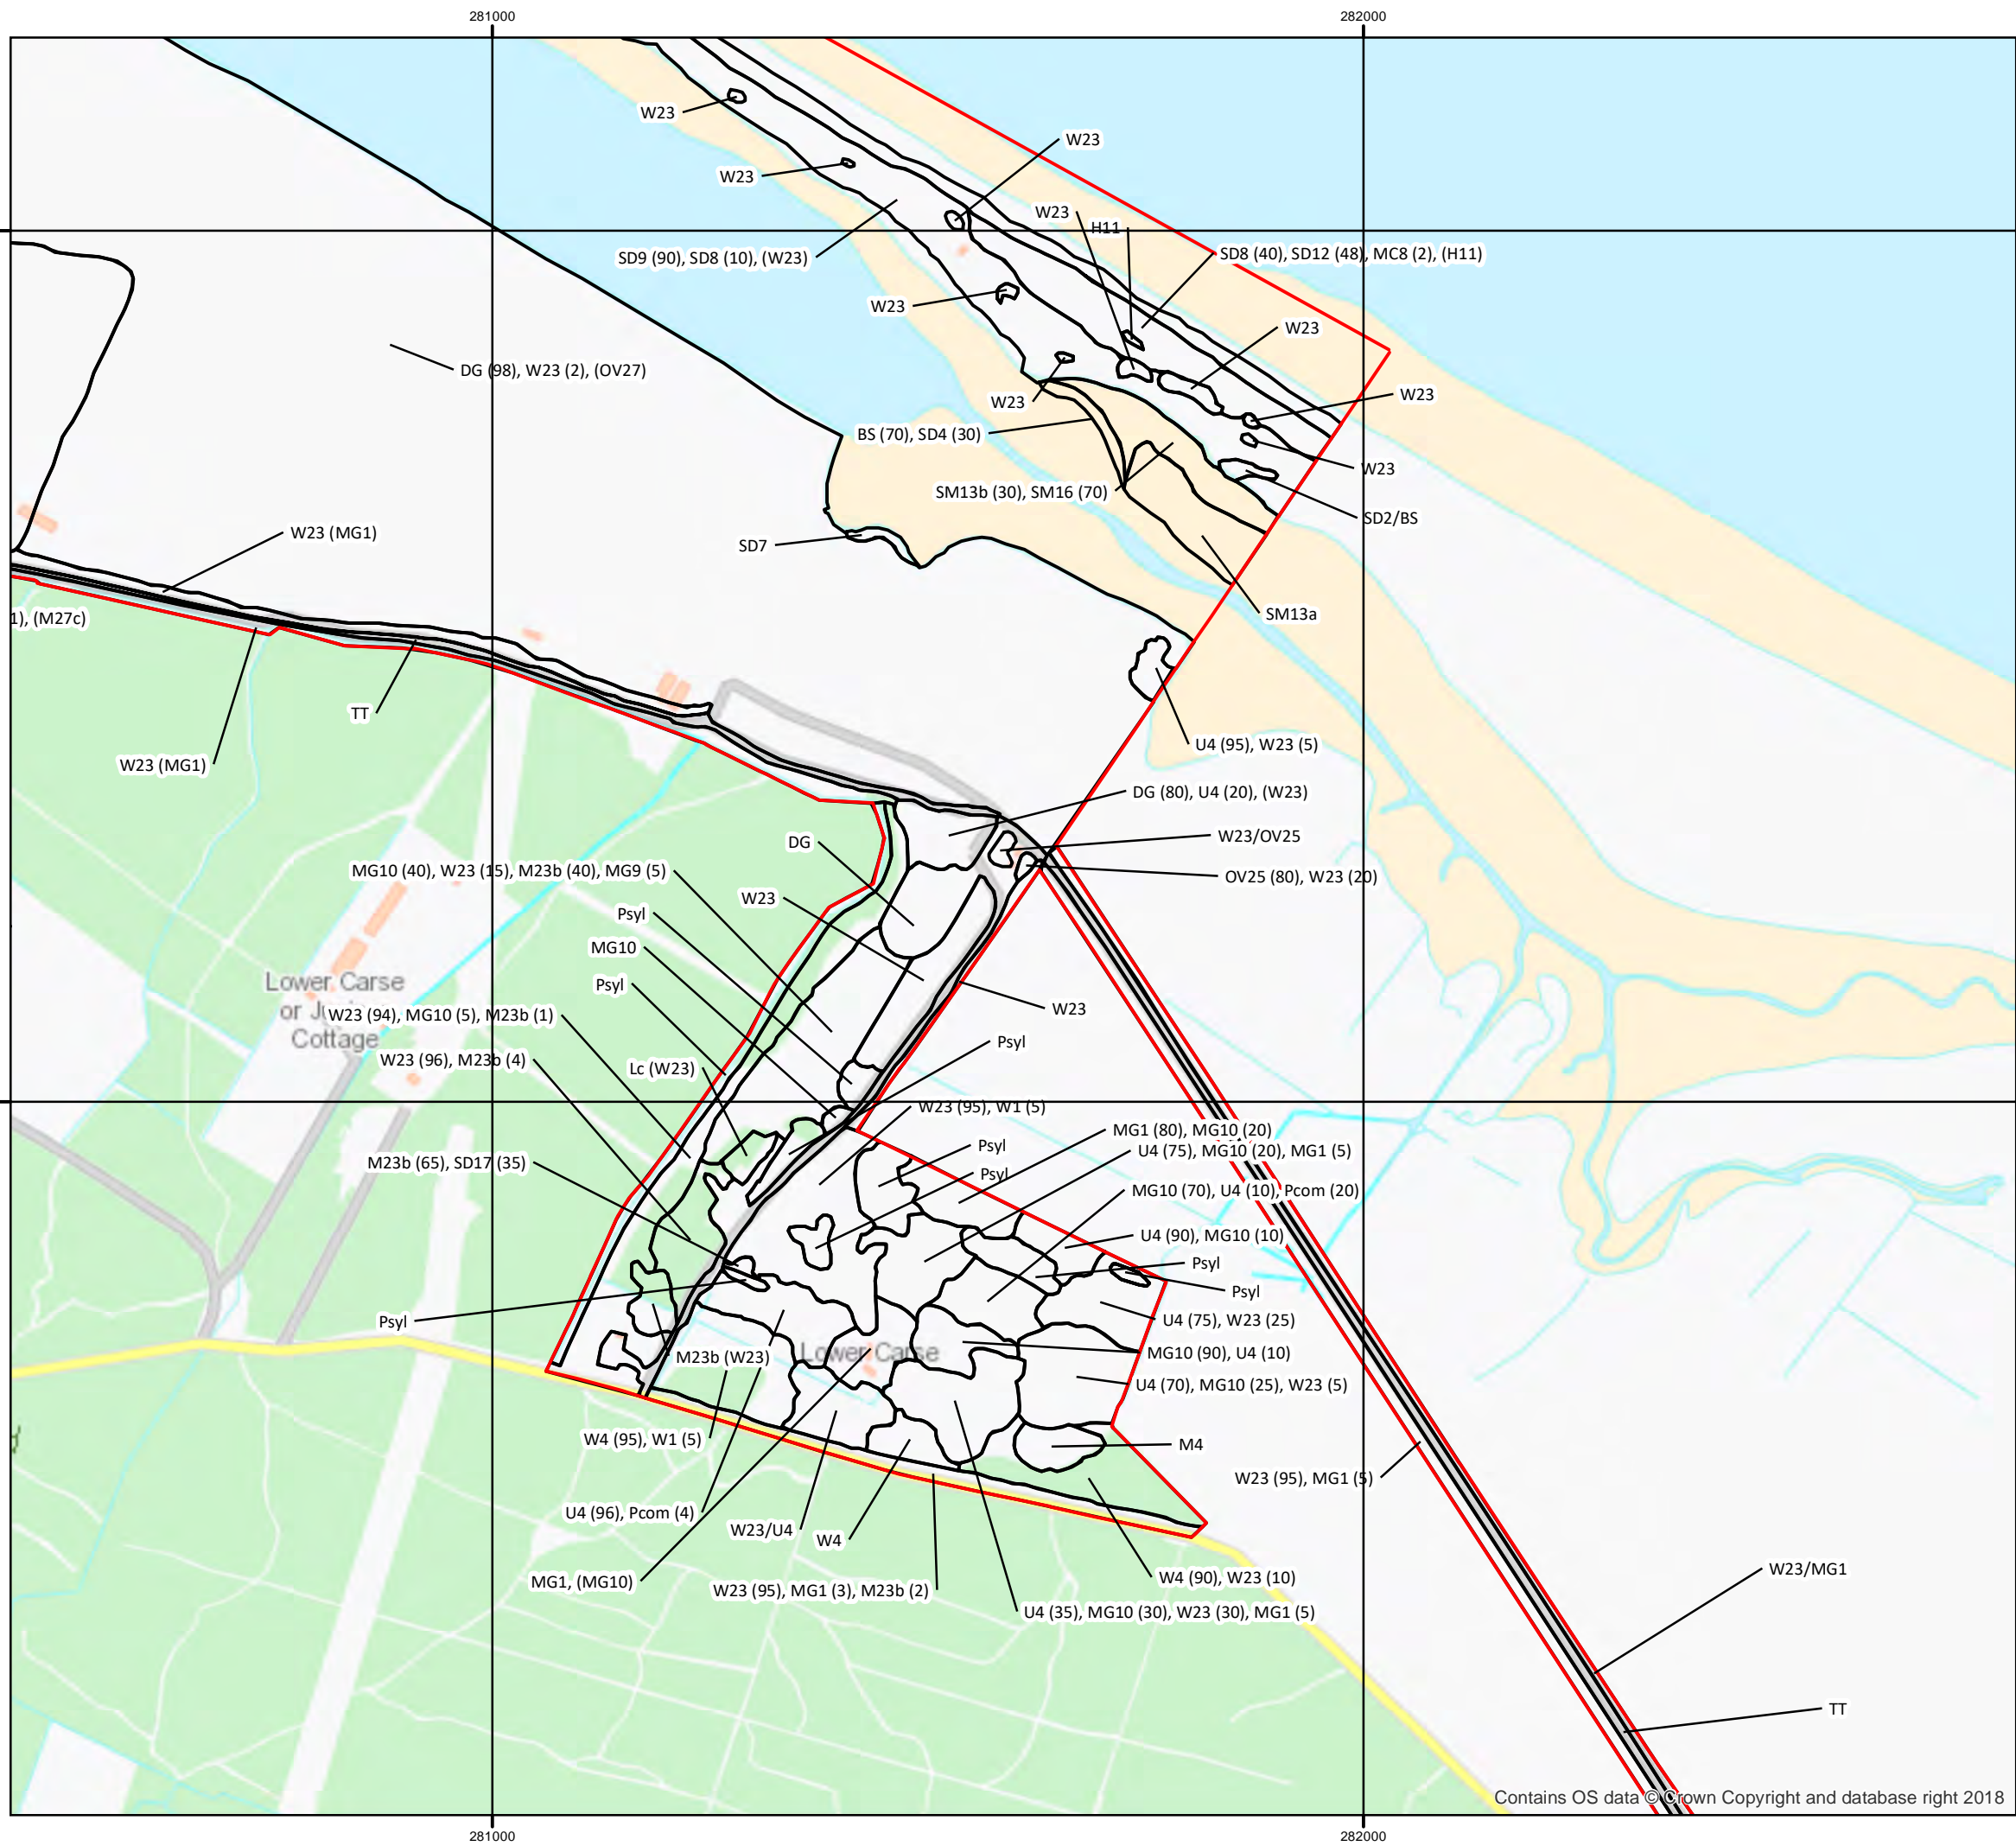 281000
282000
W23
W23
W23
W23
H11
SD8 (40), SD12 (48), MC8 (2), (H11)
SD9 (90), SD8 (10), (W23)
W23
W23
DG (98), W23 (2), (OV27)
W23
W23
BS (70), SD4 (30)
W23
SM13b (30), SM16 (70)
SD2/BS
W23 (MG1)
SD7
SM13a
1), (M27c)
TT
U4 (95), W23 (5)
W23 (MG1)
DG (80), U4 (20), (W23)
W23/OV25
DG
MG10 (40), W23 (15), M23b (40), MG9 (5)
OV25 (80), W23 (20)
W23
Psyl
MG10
Lower Carse
or
Cottage
Psyl
W23
W23 (94), MG10 (5), M23b (1)
Psyl
W23 (96), M23b (4)
Lc (W23)
W23 (95), W1 (5)
MG1 (80), MG10 (20)
Psyl
U4 (75), MG10 (20), MG1 (5)
M23b (65), SD17 (35)
Psyl
MG10 (70), U4 (10), Pcom (20)
U4 (90), MG10 (10)
Psyl
Psyl
Psyl
U4 (75), W23 (25)
Lower Carse
M23b (W23)
MG10 (90), U4 (10)
U4 (70), MG10 (25), W23 (5)
W4 (95), W1 (5)
M4
W23 (95), MG1 (5)
U4 (96), Pcom (4)
W23/U4
W4
W23/MG1
MG1, (MG10)
W23 (95), MG1 (3), M23b (2)
W4 (90), W23 (10)
U4 (35), MG10 (30), W23 (30), MG1 (5)
TT
Contains OS data © Crown Copyright and database right 2018
281000
282000